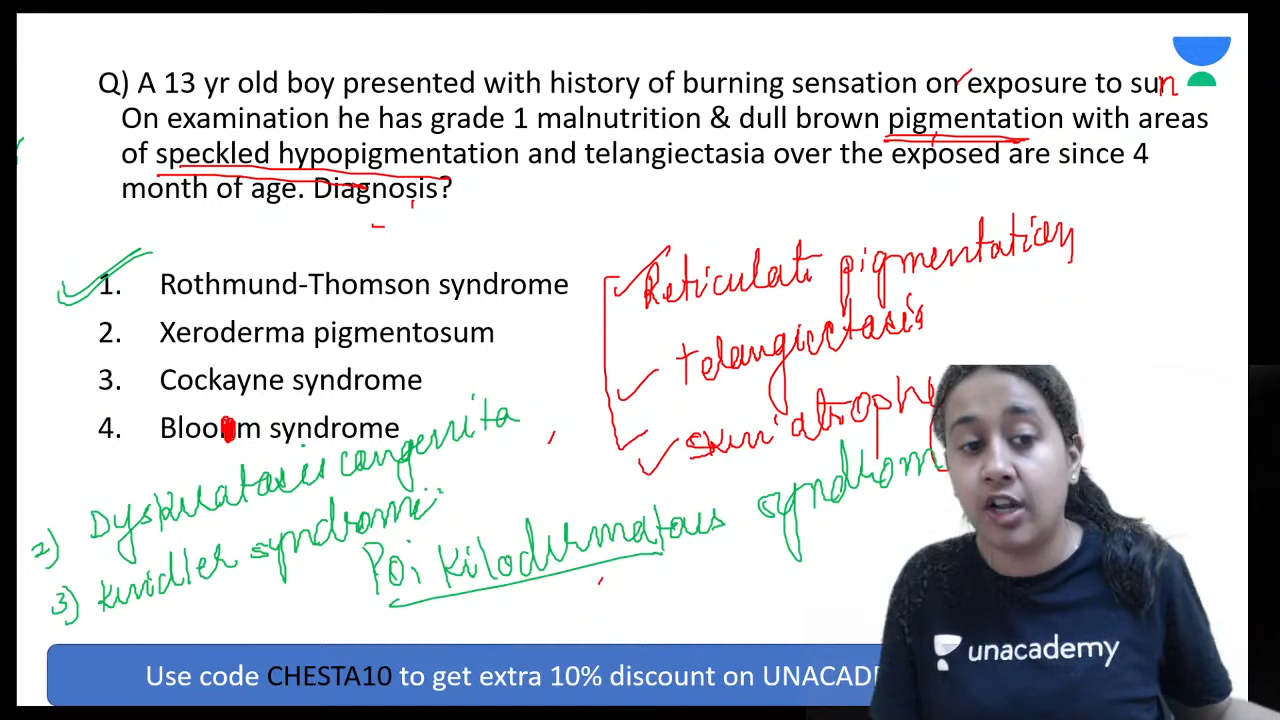 Q) A 13 yr old boy presented with history of burning sensation on exposure to sun
On examination he has grade 1 malnutrition & dull brown pigmentation with areas
of speckled hypopigmentation and telangiectasia over the exposed are since 4
month of age. Diagnosis?
1. Rothmund-Thomson syndrome
2. Xeroderma pigmentosum
3. Cockayne syndrome
4. Bloom syndrome
Reticulate pigmentation
telangiectasis
skin atrophe
2) Dyskeratosis congenita
3) Kindler syndrome
Poikilodermatous syndrom
unacademy
Use code CHESTA10 to get extra 10% discount on UNACAD